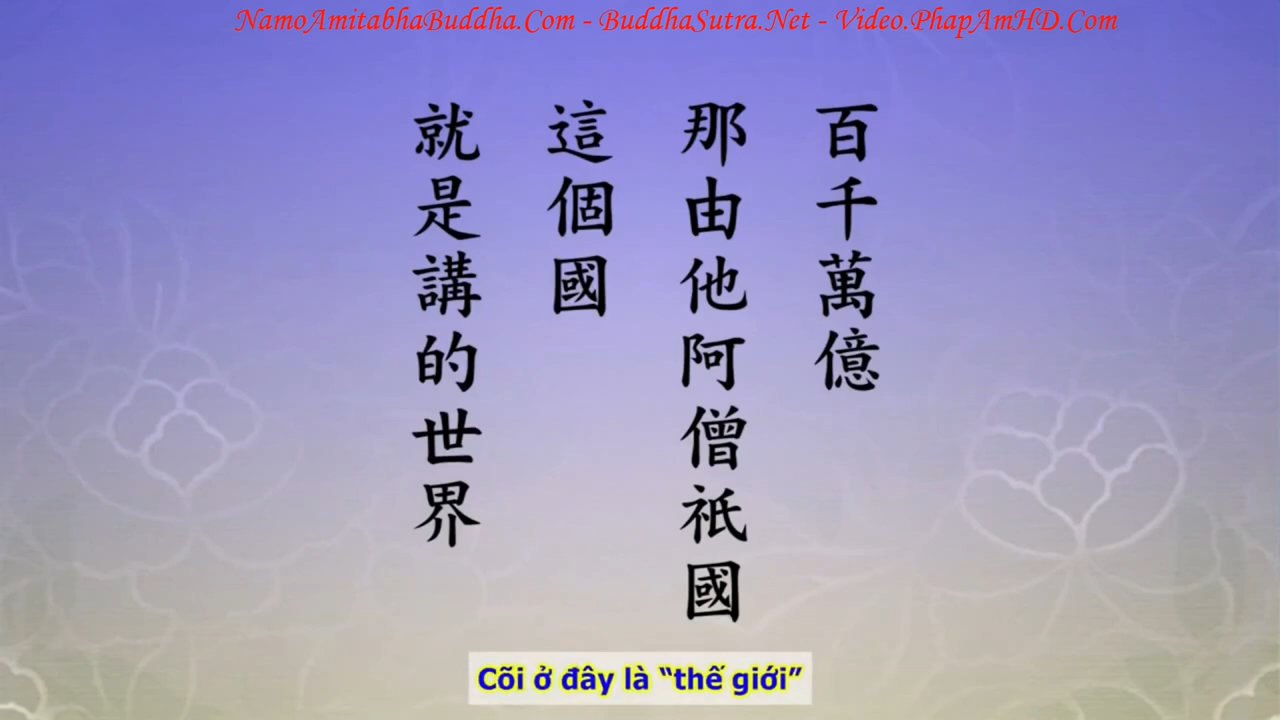 NamoAmitabhaBuddha.Com - BuddhaSutra.Net - Video.PhapAmHD.Com
百千萬億
那由他阿僧祇國
這個國
就是講的世界
Cõi ở đây là “thế giới”